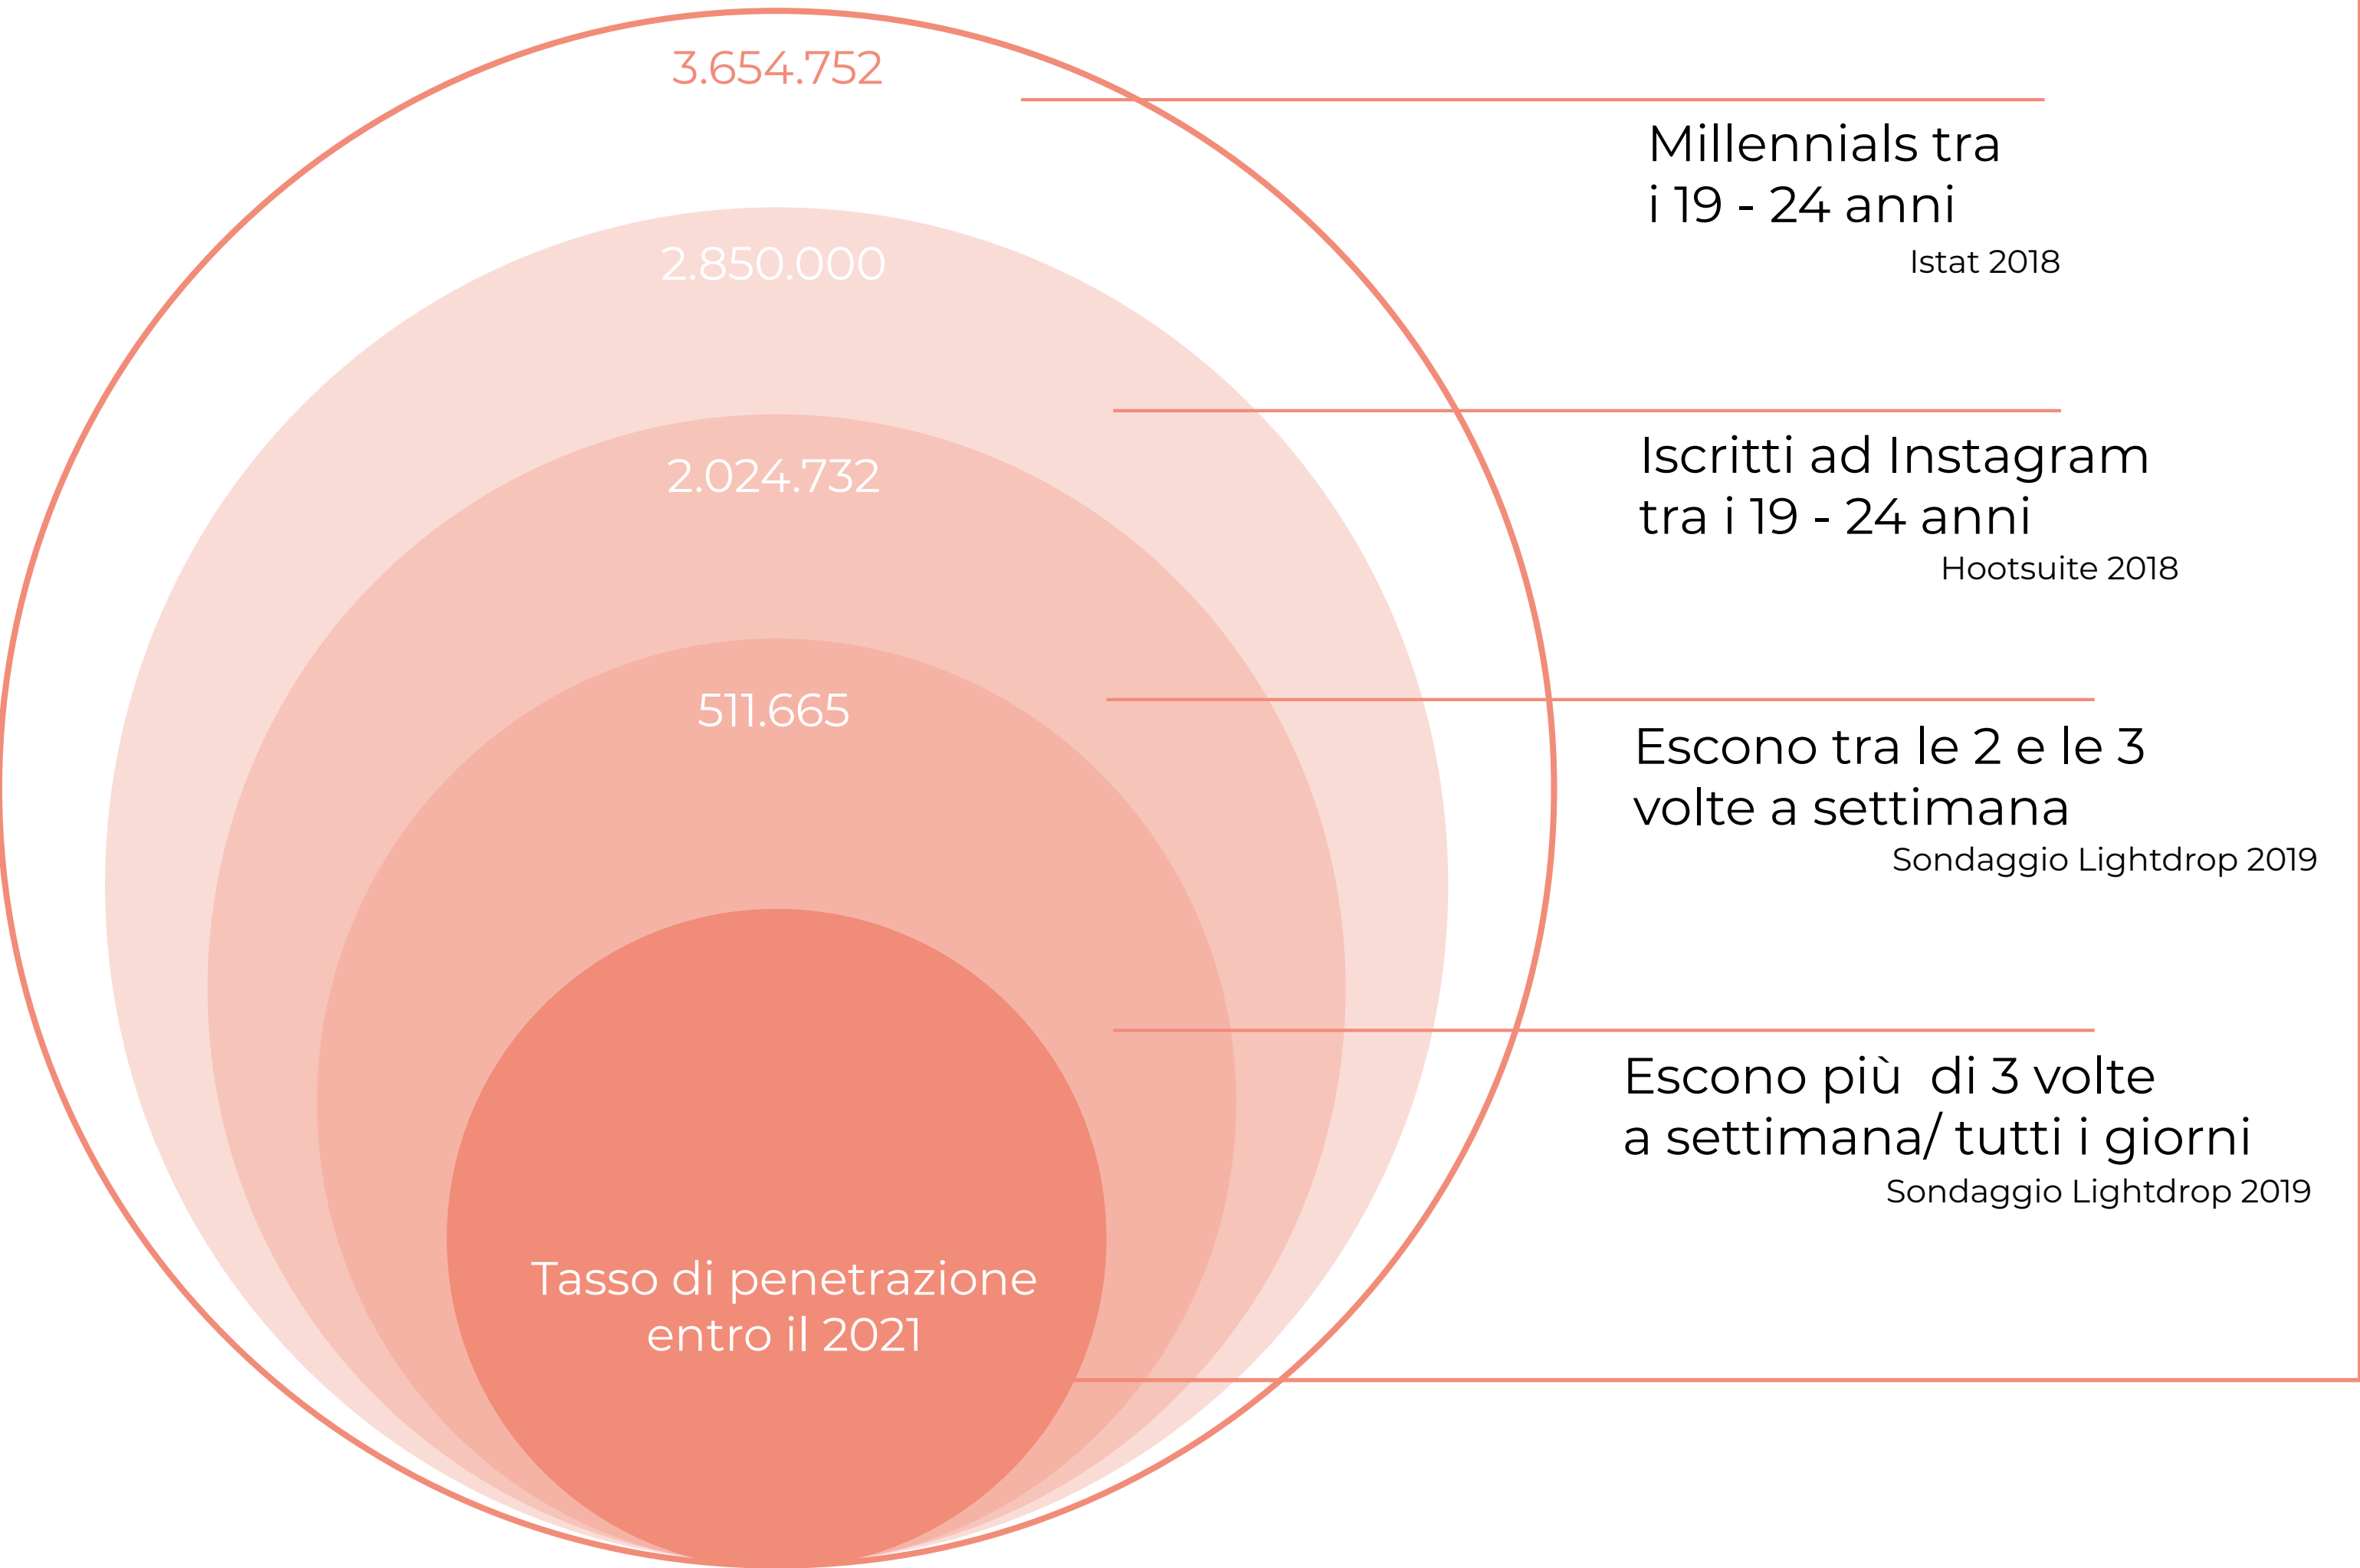 3.654.752
Millennials tra
i 19 - 24 anni
Istat 2018
2.850.000
Iscritti ad Instagram
tra i 19 - 24 anni
Hootsuite 2018
2.024.732
Escono tra le 2 e le 3
volte a settimana
Sondaggio Lightdrop 2019
511.665
Escono più  di 3 volte
a settimana/ tutti i giorni
Sondaggio Lightdrop 2019
Tasso di penetrazione
entro il 2021